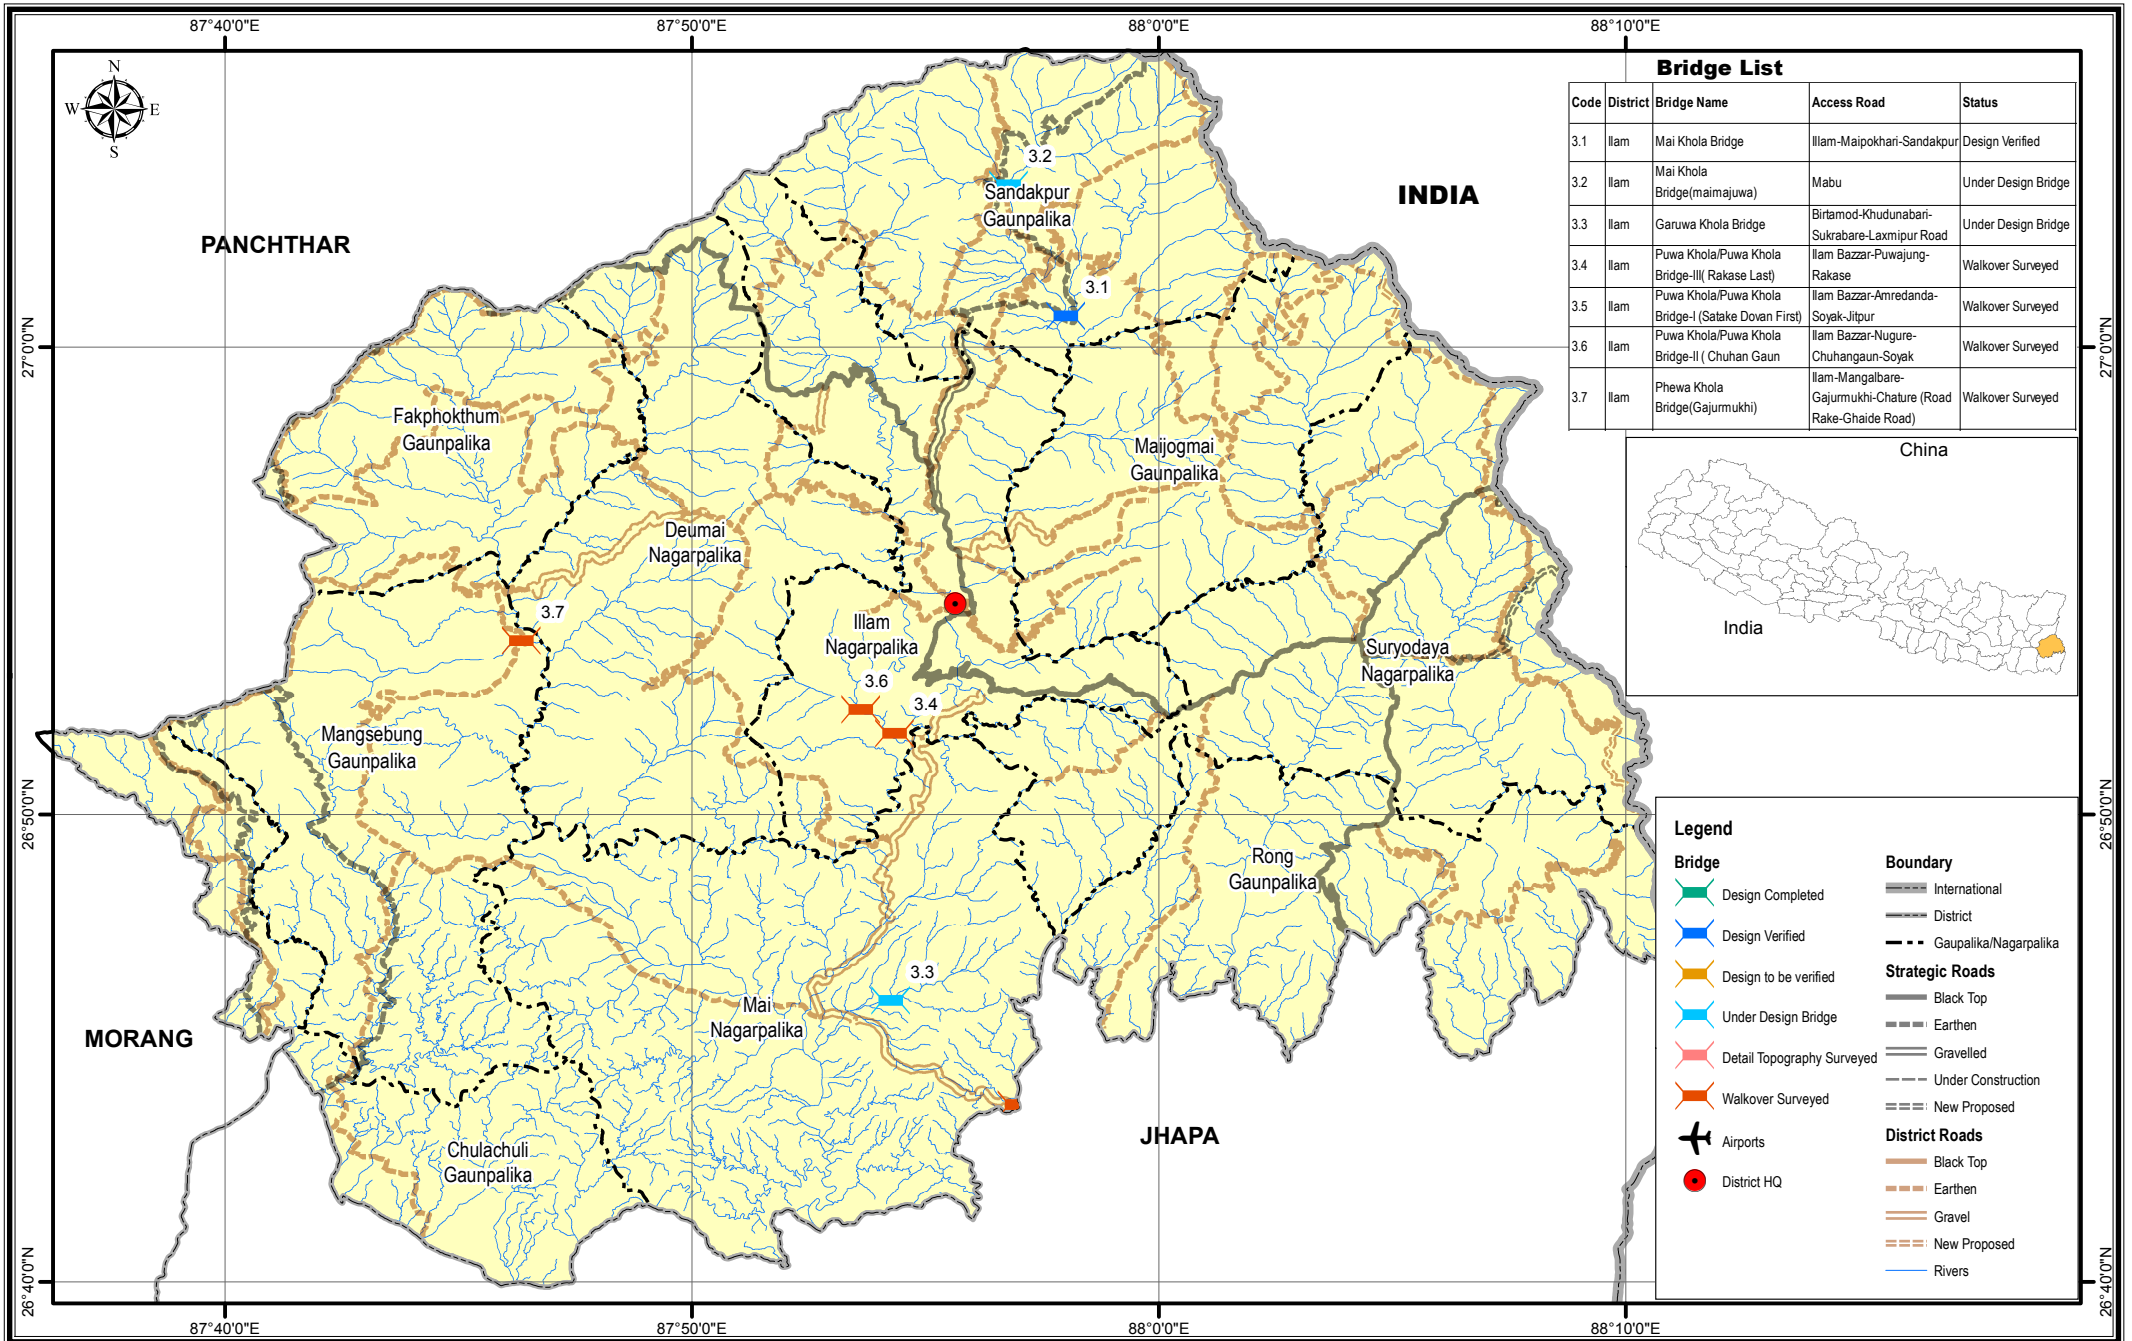 87°40'0"E
87°50'0"E
88°0'0"E
88°10'0"E
N
W
E
S
Bridge List
Code District Bridge Name Access Road Status
3.1 Ilam Mai Khola Bridge Illam-Maipokhari-Sandakpur Design Verified
3.2 Ilam Mai Khola Bridge(maimajuwa) Mabu Under Design Bridge
3.3 Ilam Garuwa Khola Bridge Birtamod-Khudunabari-Sukrabare-Laxmipur Road Under Design Bridge
3.4 Ilam Puwa Khola/Puwa Khola Bridge-III( Rakase Last) Ilam Bazzar-Puwajung-Rakase Walkover Surveyed
3.5 Ilam Puwa Khola/Puwa Khola Bridge-I (Satake Dovan First) Ilam Bazzar-Amredanda-Soyak-Jitpur Walkover Surveyed
3.6 Ilam Puwa Khola/Puwa Khola Bridge-II ( Chuhan Gaun Ilam Bazzar-Nugure-Chuhangaun-Soyak Walkover Surveyed
3.7 Ilam Phewa Khola Bridge(Gajurmukhi) Ilam-Mangalbare-Gajurmukhi-Chature (Road Rake-Ghaide Road) Walkover Surveyed
3.2
Sandakpur
Gaunpalika
INDIA
PANCHTHAR
3.1
27°0'0"N
27°0'0"N
Fakphokthum
Gaunpalika
Maijogmai
Gaunpalika
China
India
Deumai
Nagarpalika
3.7
Illam
Nagarpalika
Suryodaya
Nagarpalika
3.6
3.4
Mangsebung
Gaunpalika
26°50'0"N
26°50'0"N
Rong
Gaunpalika
3.3
Mai
Nagarpalika
MORANG
JHAPA
Chulachuli
Gaunpalika
Legend
Bridge
Design Completed
Design Verified
Design to be verified
Under Design Bridge
Detail Topography Surveyed
Walkover Surveyed
Airports
District HQ
Boundary
International
District
Gaupalika/Nagarpalika
Strategic Roads
Black Top
Earthen
Gravelled
Under Construction
New Proposed
District Roads
Black Top
Earthen
Gravel
New Proposed
Rivers
26°40'0"N
26°40'0"N
87°40'0"E
87°50'0"E
88°0'0"E
88°10'0"E